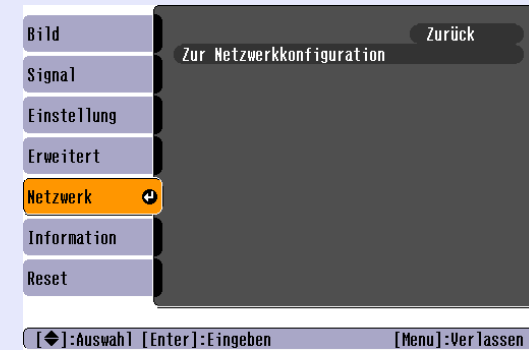 Bild
Signal
Einstellung
Erweitert
Netzwerk
Information
Reset
Zurück
Zur Netzwerkkonfiguration
[◆]:Auswahl [Enter]:Eingeben [Menu]:Verlassen